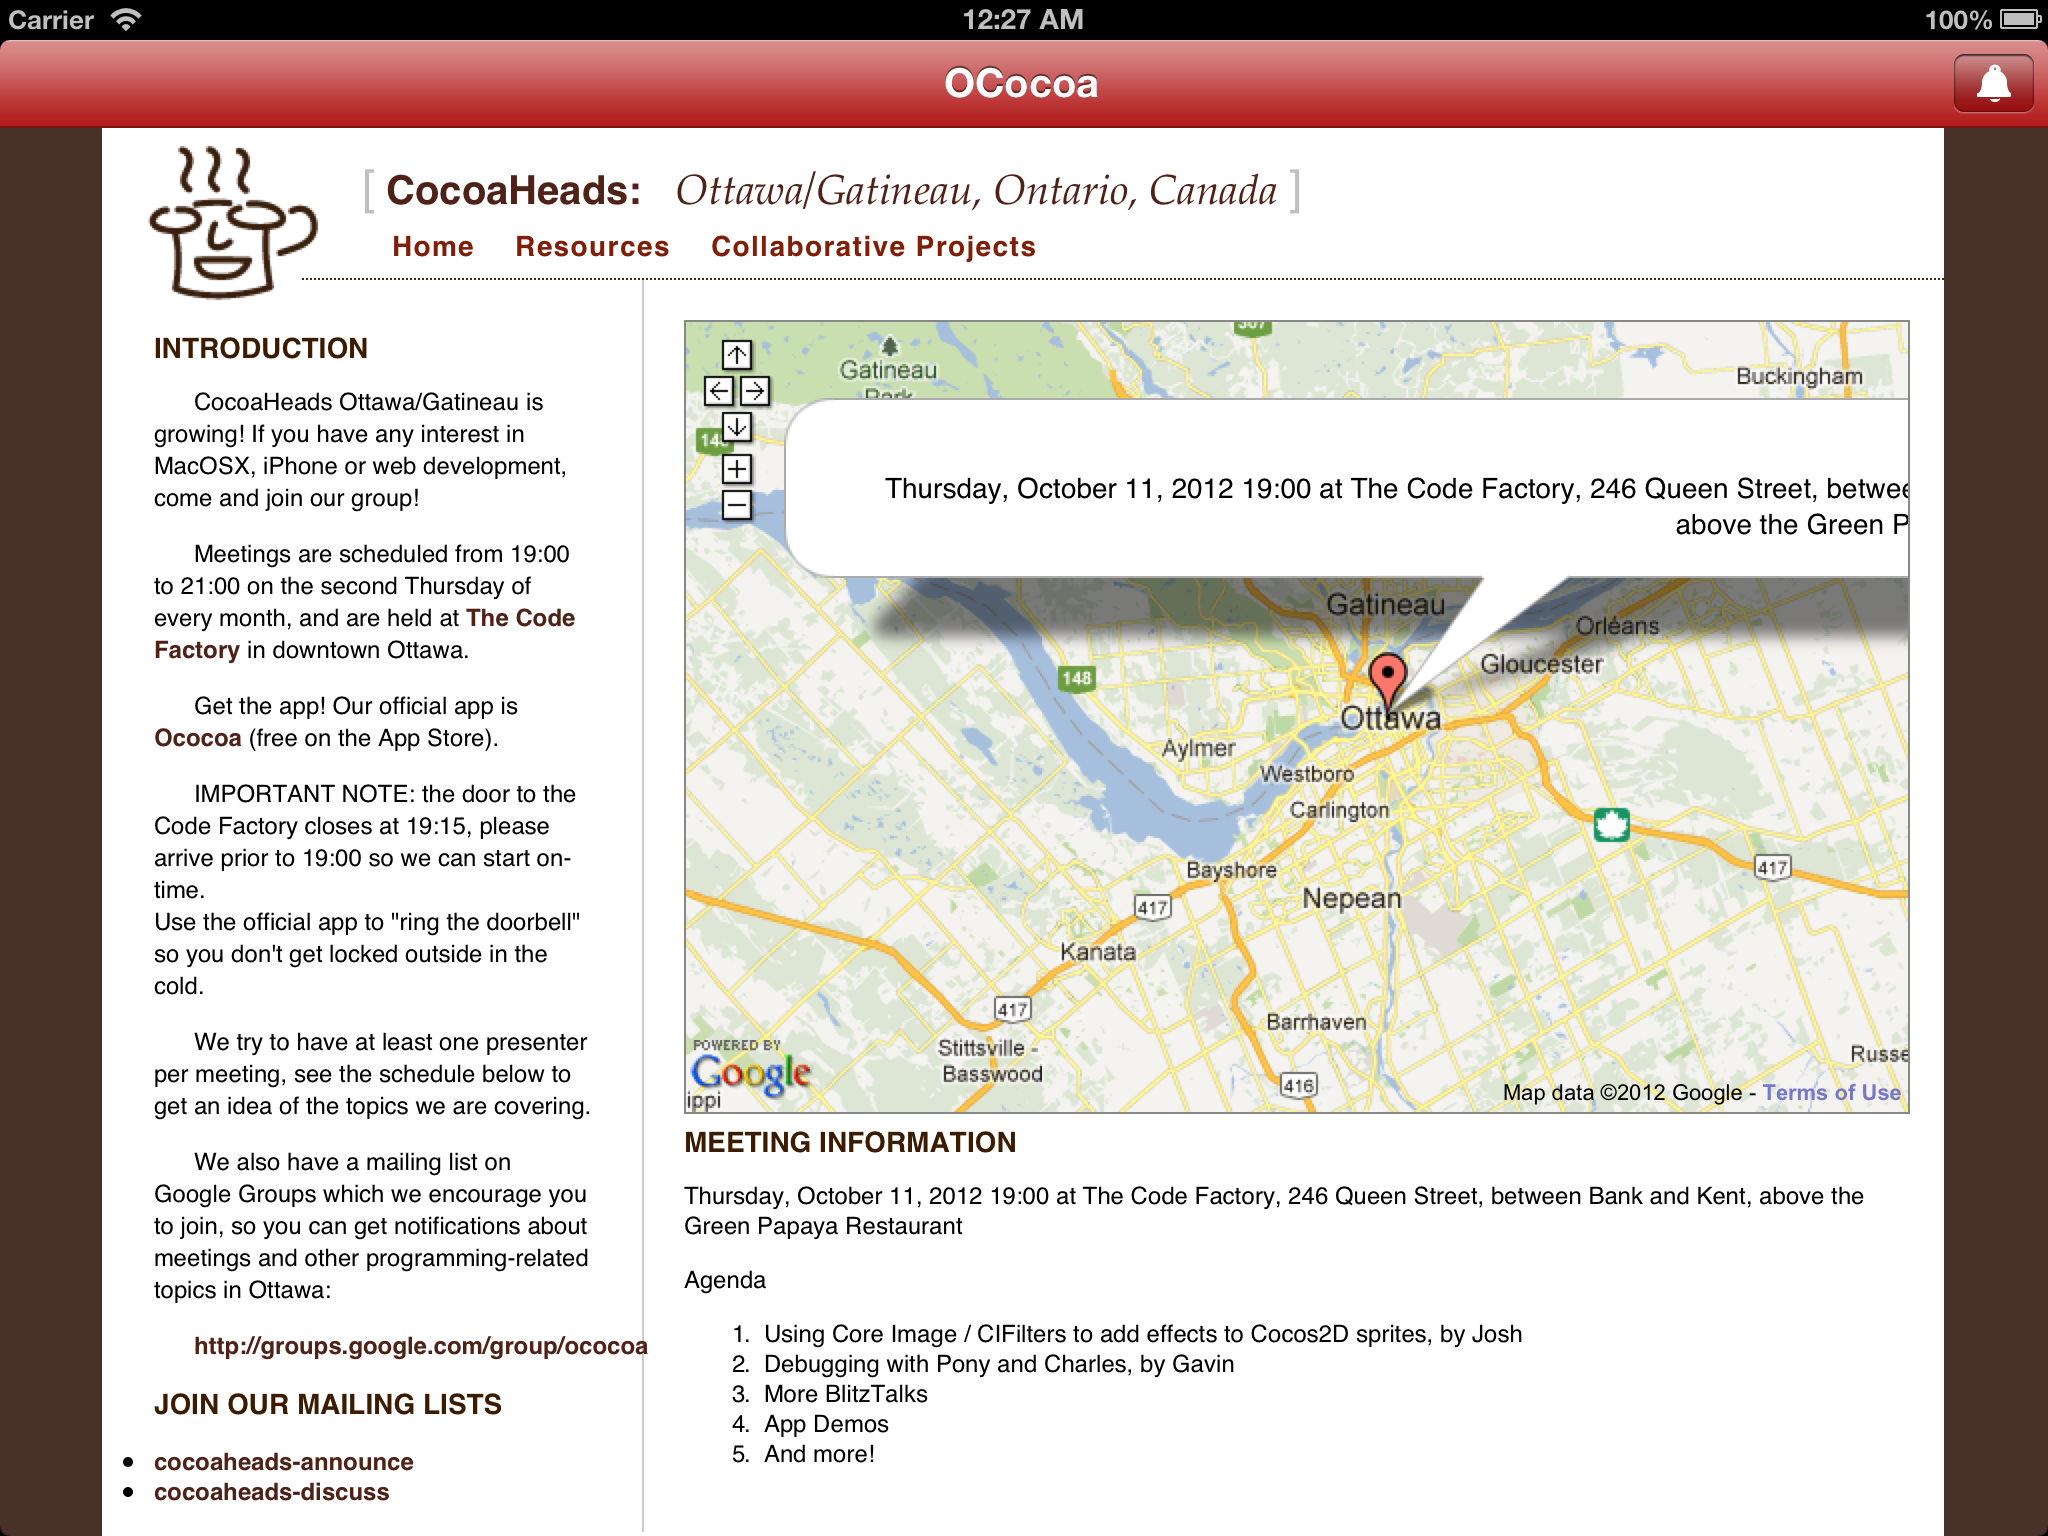 Carrier 12:27 AM 100%
OCocoa
[ CocoaHeads: Ottawa/Gatineau, Ontario, Canada ]
Home Resources Collaborative Projects
INTRODUCTION
CocoaHeads Ottawa/Gatineau is
growing! If you have any interest in
MacOSX, iPhone or web development,
come and join our group!
Meetings are scheduled from 19:00
to 21:00 on the second Thursday of
every month, and are held at The Code
Factory in downtown Ottawa.
Get the app! Our official app is
Ococoa (free on the App Store).
IMPORTANT NOTE: the door to the
Code Factory closes at 19:15, please
arrive prior to 19:00 so we can start on-
time.
Use the official app to "ring the doorbell"
so you don't get locked outside in the
cold.
We try to have at least one presenter
per meeting, see the schedule below to
get an idea of the topics we are covering.
We also have a mailing list on
Google Groups which we encourage you
to join, so you can get notifications about
meetings and other programming-related
topics in Ottawa:
http://groups.google.com/group/ococoa
JOIN OUR MAILING LISTS
cocoaheads-announce
cocoaheads-discuss
307
Gatineau
Park
Buckingham
148
Thursday, October 11, 2012 19:00 at The Code Factory, 246 Queen Street, betwee
above the Green P
Gatineau
Orléans
Gloucester
148
Ottawa
Aylmer
Westboro
Carlington
Bayshore
417
Nepean
417
Kanata
417
Barrhaven
Stittsville -
Basswood
Russe
416
POWERED BY
Google
ippi
Map data ©2012 Google - Terms of Use
MEETING INFORMATION
Thursday, October 11, 2012 19:00 at The Code Factory, 246 Queen Street, between Bank and Kent, above the
Green Papaya Restaurant
Agenda
1. Using Core Image / CIFilters to add effects to Cocos2D sprites, by Josh
2. Debugging with Pony and Charles, by Gavin
3. More BlitzTalks
4. App Demos
5. And more!